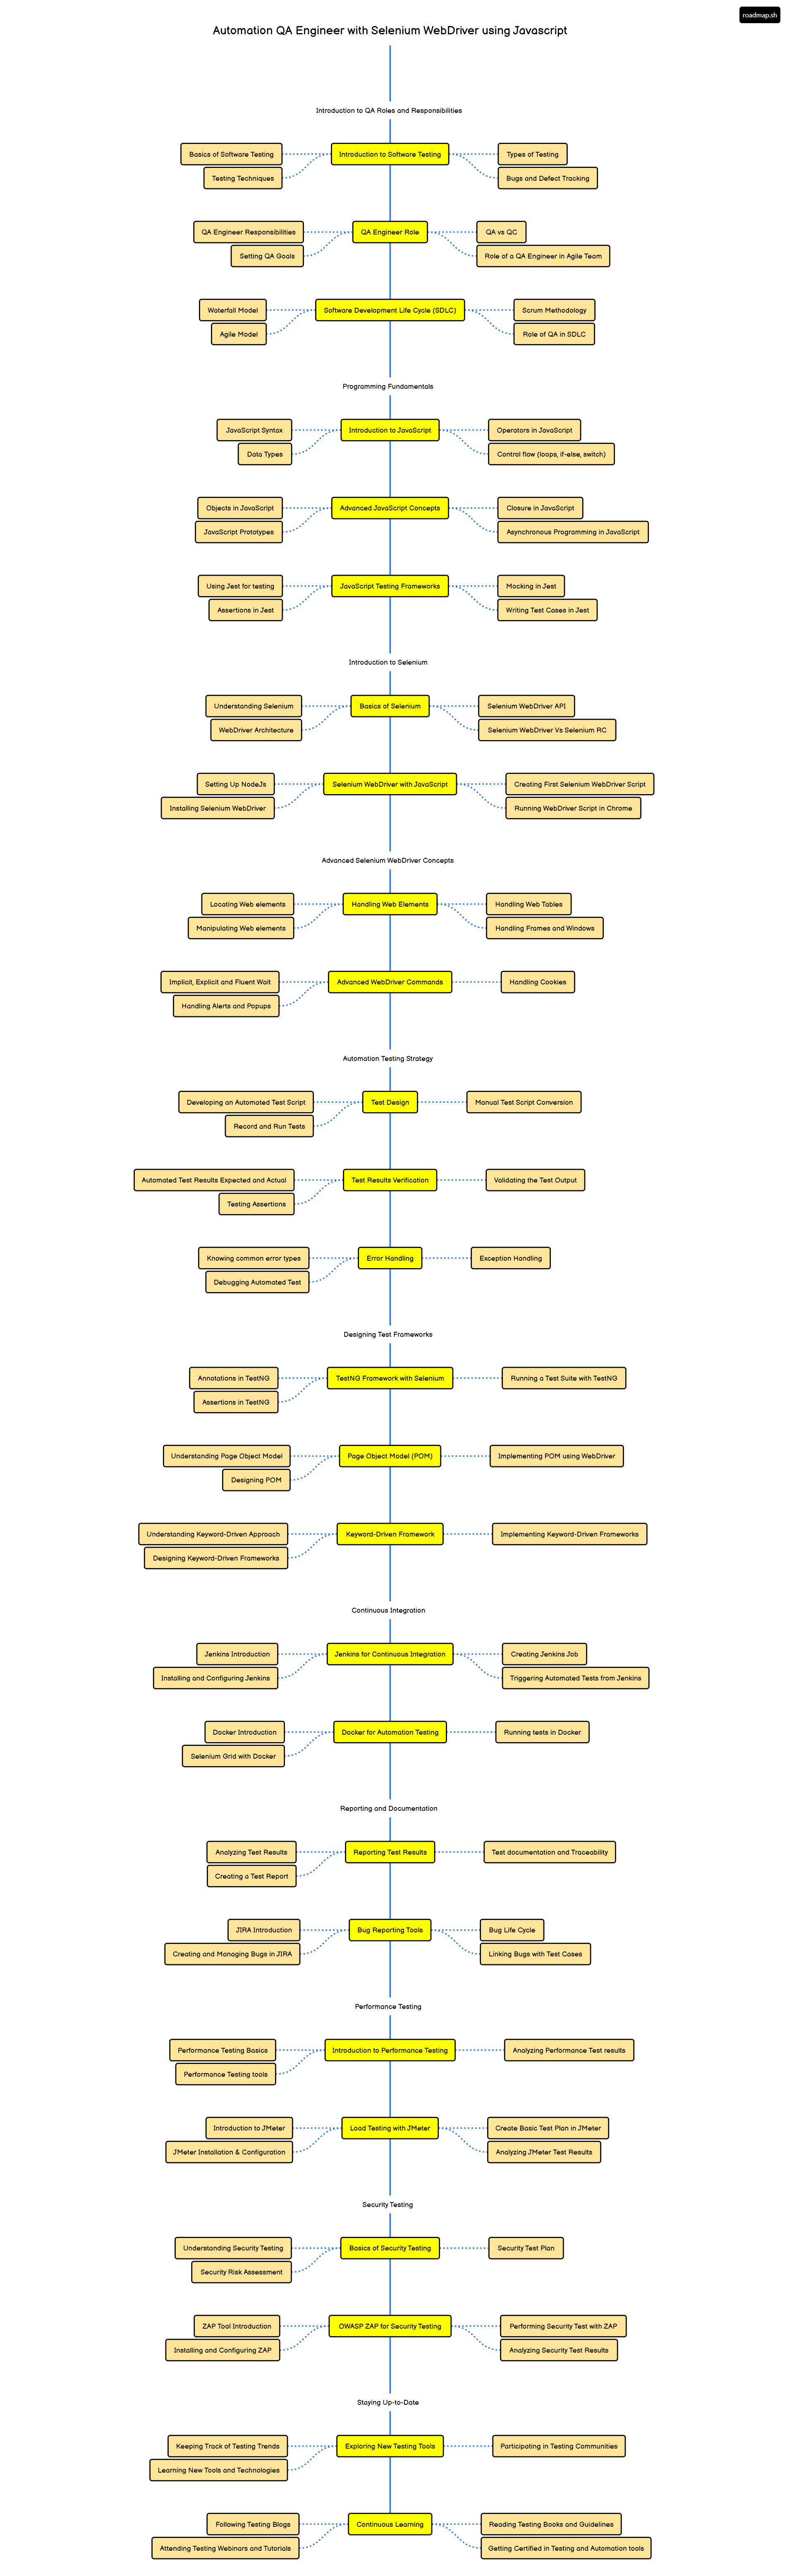 roadmap.sh
Automation QA Engineer with Selenium WebDriver using Javascript
Introduction to QA Roles and Responsibilities
Basics of Software Testing
Introduction to Software Testing
Types of Testing
Testing Techniques
Bugs and Defect Tracking
QA Engineer Responsibilities
QA Engineer Role
QA vs QC
Setting QA Goals
Role of a QA Engineer in Agile Team
Waterfall Model
Software Development Life Cycle (SDLC)
Scrum Methodology
Agile Model
Role of QA in SDLC
Programming Fundamentals
JavaScript Syntax
Introduction to JavaScript
Operators in JavaScript
Data Types
Control flow (loops, if-else, switch)
Objects in JavaScript
Advanced JavaScript Concepts
Closure in JavaScript
JavaScript Prototypes
Asynchronous Programming in JavaScript
Using Jest for testing
JavaScript Testing Frameworks
Mocking in Jest
Assertions in Jest
Writing Test Cases in Jest
Introduction to Selenium
Understanding Selenium
Basics of Selenium
Selenium WebDriver API
WebDriver Architecture
Selenium WebDriver Vs Selenium RC
Setting Up NodeJs
Selenium WebDriver with JavaScript
Creating First Selenium WebDriver Script
Installing Selenium WebDriver
Running WebDriver Script in Chrome
Advanced Selenium WebDriver Concepts
Locating Web elements
Handling Web Elements
Handling Web Tables
Manipulating Web elements
Handling Frames and Windows
Implicit, Explicit and Fluent Wait
Advanced WebDriver Commands
Handling Cookies
Handling Alerts and Popups
Automation Testing Strategy
Developing an Automated Test Script
Test Design
Manual Test Script Conversion
Record and Run Tests
Automated Test Results Expected and Actual
Test Results Verification
Validating the Test Output
Testing Assertions
Knowing common error types
Error Handling
Exception Handling
Debugging Automated Test
Designing Test Frameworks
Annotations in TestNG
TestNG Framework with Selenium
Running a Test Suite with TestNG
Assertions in TestNG
Understanding Page Object Model
Page Object Model (POM)
Implementing POM using WebDriver
Designing POM
Understanding Keyword-Driven Approach
Keyword-Driven Framework
Implementing Keyword-Driven Frameworks
Designing Keyword-Driven Frameworks
Continuous Integration
Jenkins Introduction
Jenkins for Continuous Integration
Creating Jenkins Job
Installing and Configuring Jenkins
Triggering Automated Tests from Jenkins
Docker Introduction
Docker for Automation Testing
Running tests in Docker
Selenium Grid with Docker
Reporting and Documentation
Analyzing Test Results
Reporting Test Results
Test documentation and Traceability
Creating a Test Report
JIRA Introduction
Bug Reporting Tools
Bug Life Cycle
Creating and Managing Bugs in JIRA
Linking Bugs with Test Cases
Performance Testing
Performance Testing Basics
Introduction to Performance Testing
Analyzing Performance Test results
Performance Testing tools
Introduction to JMeter
Load Testing with JMeter
Create Basic Test Plan in JMeter
JMeter Installation & Configuration
Analyzing JMeter Test Results
Security Testing
Understanding Security Testing
Basics of Security Testing
Security Test Plan
Security Risk Assessment
ZAP Tool Introduction
OWASP ZAP for Security Testing
Performing Security Test with ZAP
Installing and Configuring ZAP
Analyzing Security Test Results
Staying Up-to-Date
Keeping Track of Testing Trends
Exploring New Testing Tools
Participating in Testing Communities
Learning New Tools and Technologies
Following Testing Blogs
Continuous Learning
Reading Testing Books and Guidelines
Attending Testing Webinars and Tutorials
Getting Certified in Testing and Automation tools